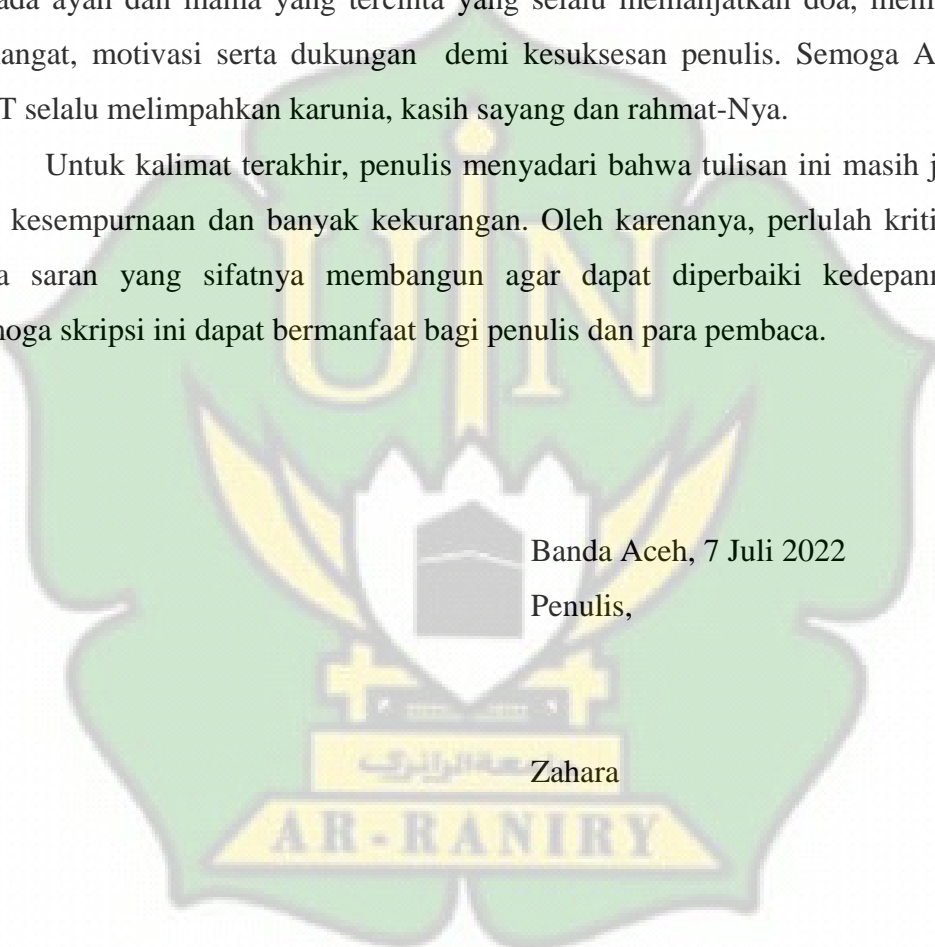 ada ayah dan mama yang tercinta yang selalu memanjatkan doa,
angat, motivasi serta dukungan demi kesuksesan penulis. Semoga A
T selalu melimpahkan karunia, kasih sayang dan rahmat-Nya.
Untuk kalimat terakhir, penulis menyadari bahwa tulisan ini masih j
kesempurnaan dan banyak kekurangan. Oleh karenanya, perlulah kriti
a saran yang sifatnya membangun agar dapat diperbaiki kedepann
noga skripsi ini dapat bermanfaat bagi penulis dan para pembaca.
UIN
Banda Aceh, 7 Juli 2022
Penulis,
Zahara
AR-RANIRY